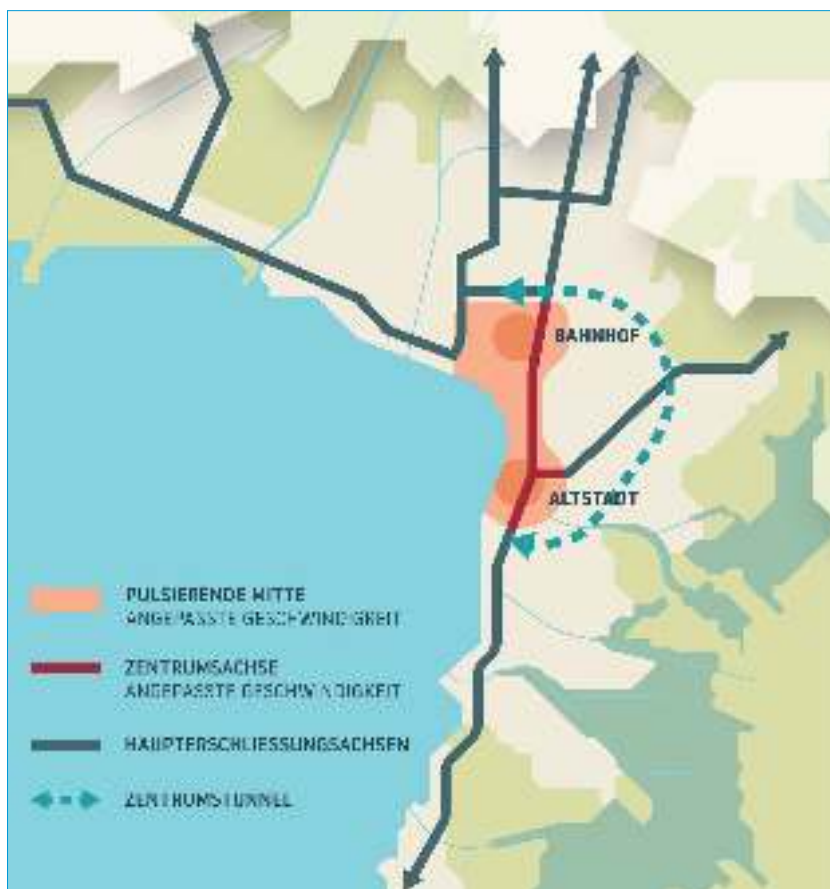 BAHNHOF
ALTSTADT
PULSIERENDE MITTE
ANGEPASSTE GESCHWINDIGKEIT
ZENTRUMSACHSE
ANGEPASSTE GESCHWINDIGKEIT
HAUPTERSCHLIESSUNGSACHSEN
ZENTRUMSTUNNEL